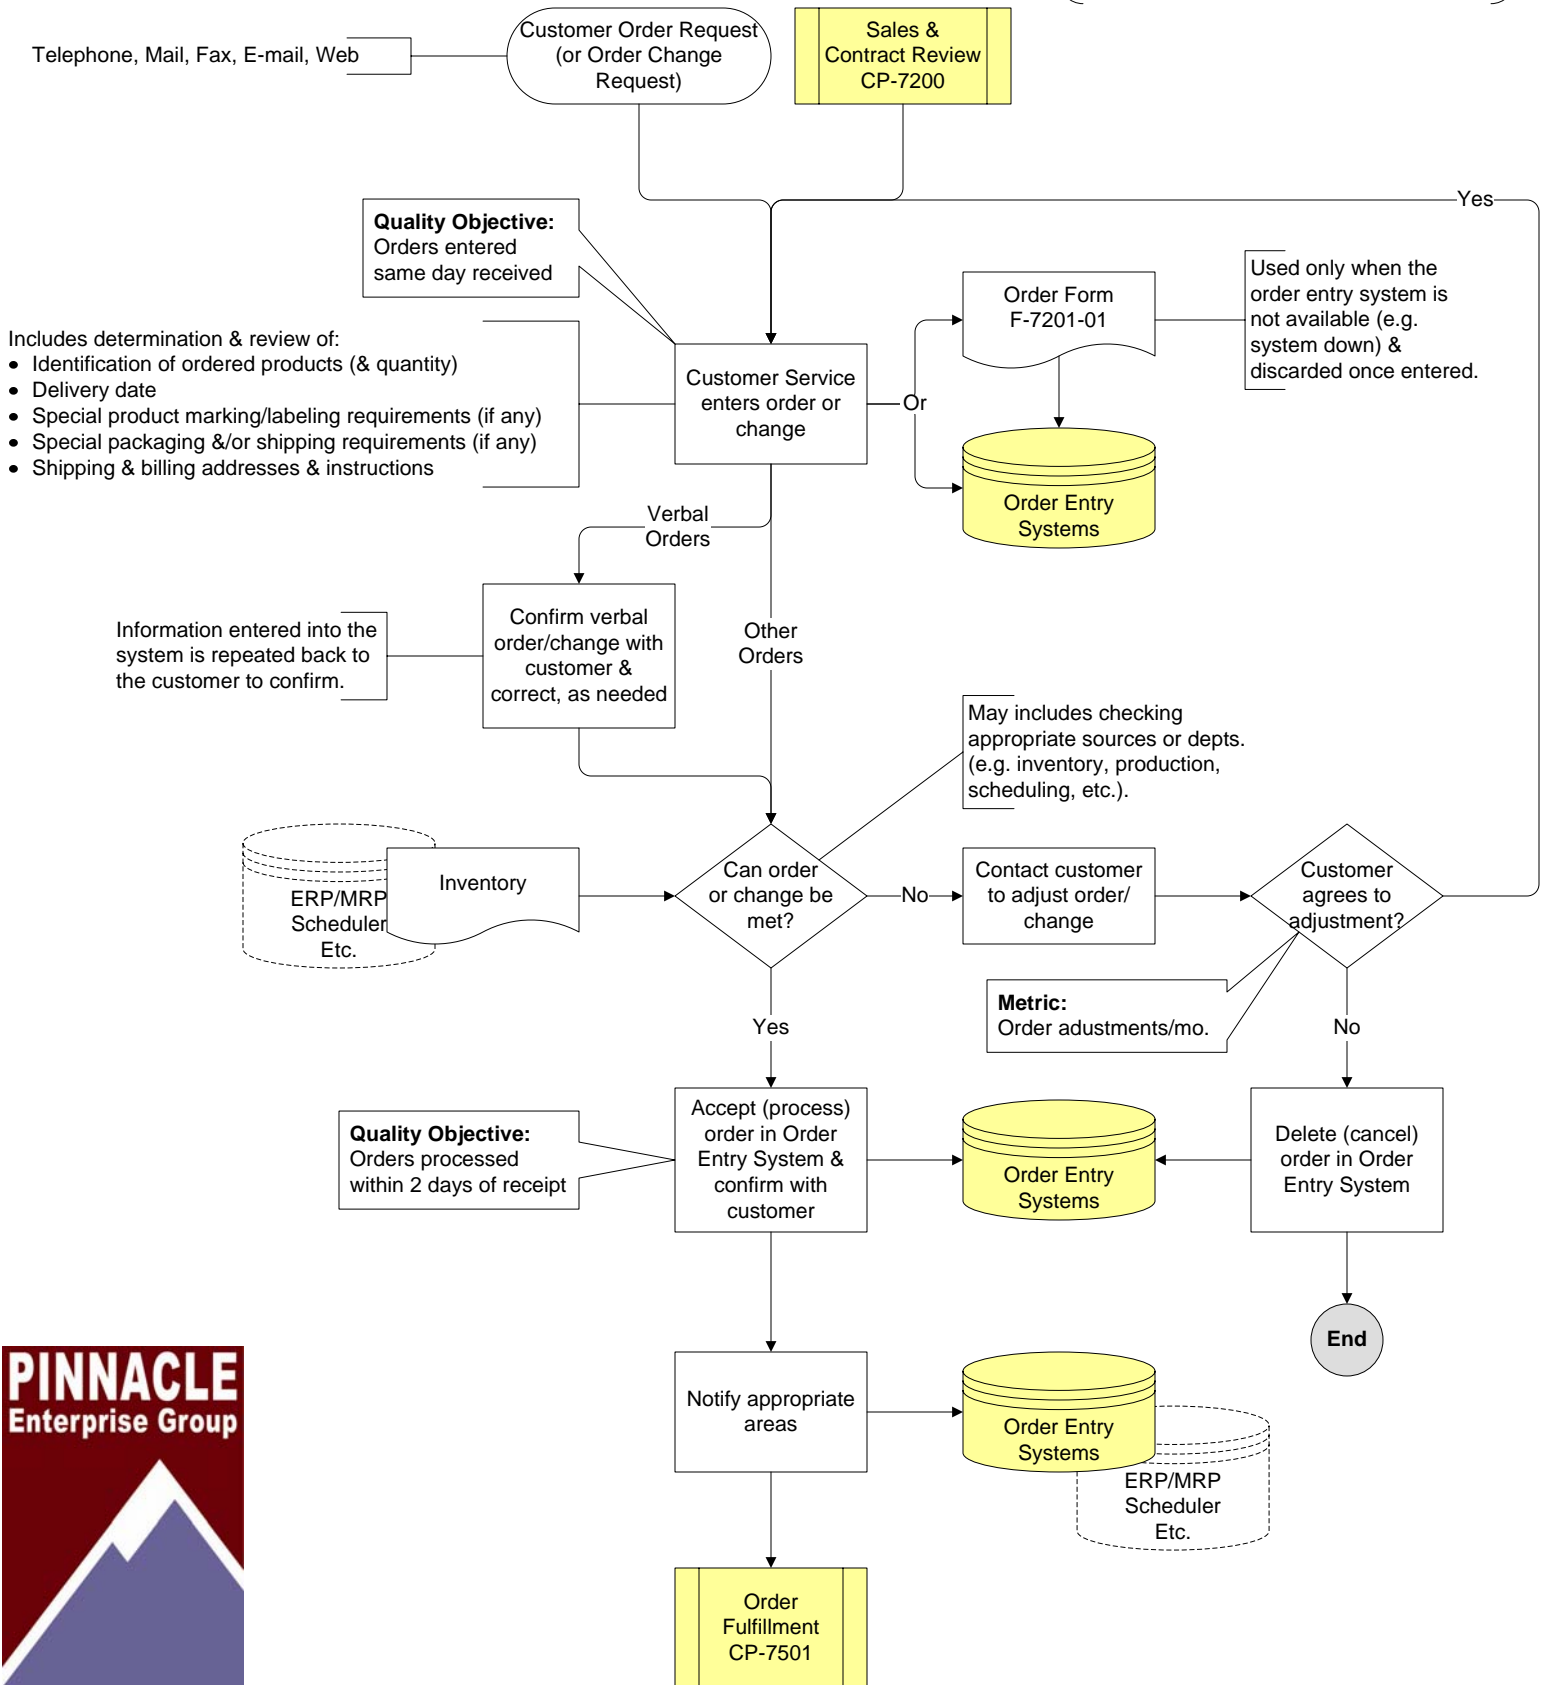 Telephone, Mail, Fax, E-mail, Web
Customer Order Request
(or Order Change
Request)
Sales &
Contract Review
CP-7200
Yes
Quality Objective:
Orders entered
same day received
Order Form
F-7201-01
Used only when the
order entry system is
not available (e.g.
system down) &
discarded once entered.
Includes determination & review of:
• Identification of ordered products (& quantity)
• Delivery date
• Special product marking/labeling requirements (if any)
• Special packaging &/or shipping requirements (if any)
• Shipping & billing addresses & instructions
Customer Service
enters order or
change
Or
Order Entry
Systems
Verbal
Orders
Information entered into the
system is repeated back to
the customer to confirm.
Confirm verbal
order/change with
customer &
correct, as needed
Other
Orders
May includes checking
appropriate sources or depts.
(e.g. inventory, production,
scheduling, etc.).
ERP/MRP
Scheduler
Etc.
Inventory
Can order
or change be
met?
No
Contact customer
to adjust order/
change
Customer
agrees to
adjustment?
Metric:
Order adustments/mo.
Yes
No
Quality Objective:
Orders processed
within 2 days of receipt
Accept (process)
order in Order
Entry System &
confirm with
customer
Order Entry
Systems
Delete (cancel)
order in Order
Entry System
End
PINNACLE
Enterprise Group
Notify appropriate
areas
Order Entry
Systems
ERP/MRP
Scheduler
Etc.
Order
Fulfillment
CP-7501